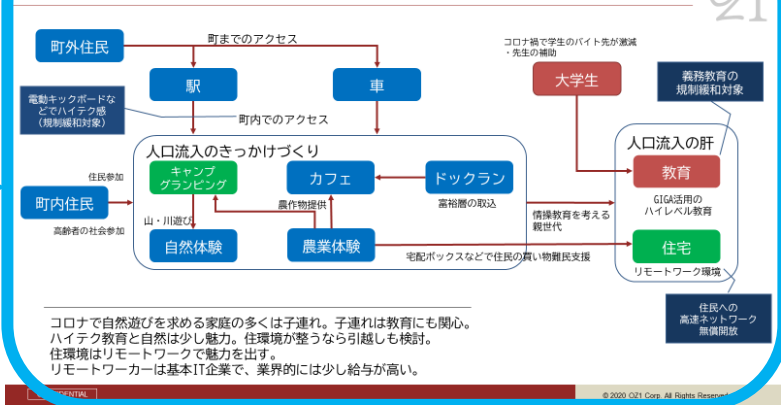 OZ1
町外住民
町までのアクセス
コロナ禍で学生のバイト先が激減
・先生の補助
駅
車
大学生
義務教育の
規制緩和対象
電動キックボードな
どでハイテク感
（規制緩和対象）
町内でのアクセス
人口流入のきっかけづくり
人口流入の肝
キャンプ
グランピング
カフェ
ドックラン
教育
住民参加
町内住民
農作物提供
富裕層の取込
GIGA活用の
ハイレベル教育
高齢者の社会参加
山・川遊び
情操教育を考える
親世代
自然体験
農業体験
住宅
宅配ボックスなどで住民の買い物難民支援
リモートワーク環境
住民への
高速ネットワーク
無償開放
コロナで自然遊びを求める家庭の多くは子連れ。子連れは教育にも関心。
ハイテク教育と自然は少し魅力。住環境が整うなら引越しも検討。
住環境はリモートワークで魅力を出す。
リモートワーカーは基本IT企業で、業界的には少し給与が高い。
CONFIDENTIAL
© 2020 OZ1 Corp. All Rights Reserved